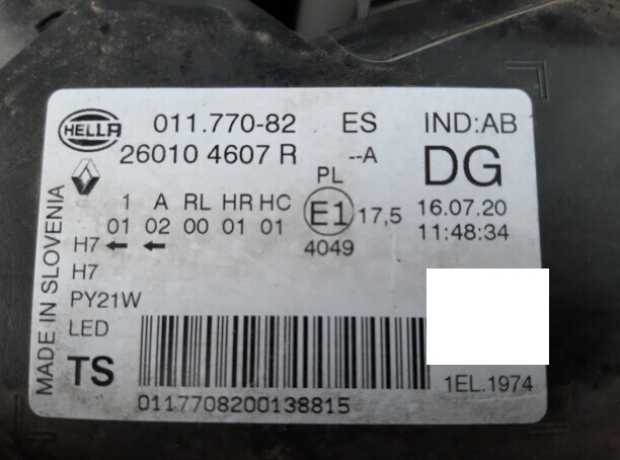 HELLA 011.770-82 ES IND:AB
26010 4607 R --A DG
PL
1 A RL HR HC E1 17,5 16.07.20
01 02 00 01 01 4049 11:48:34
H7 ← ←
H7
PY21W
LED
TS
1EL.1974
0117708200138815
MADE IN SLOVENIA